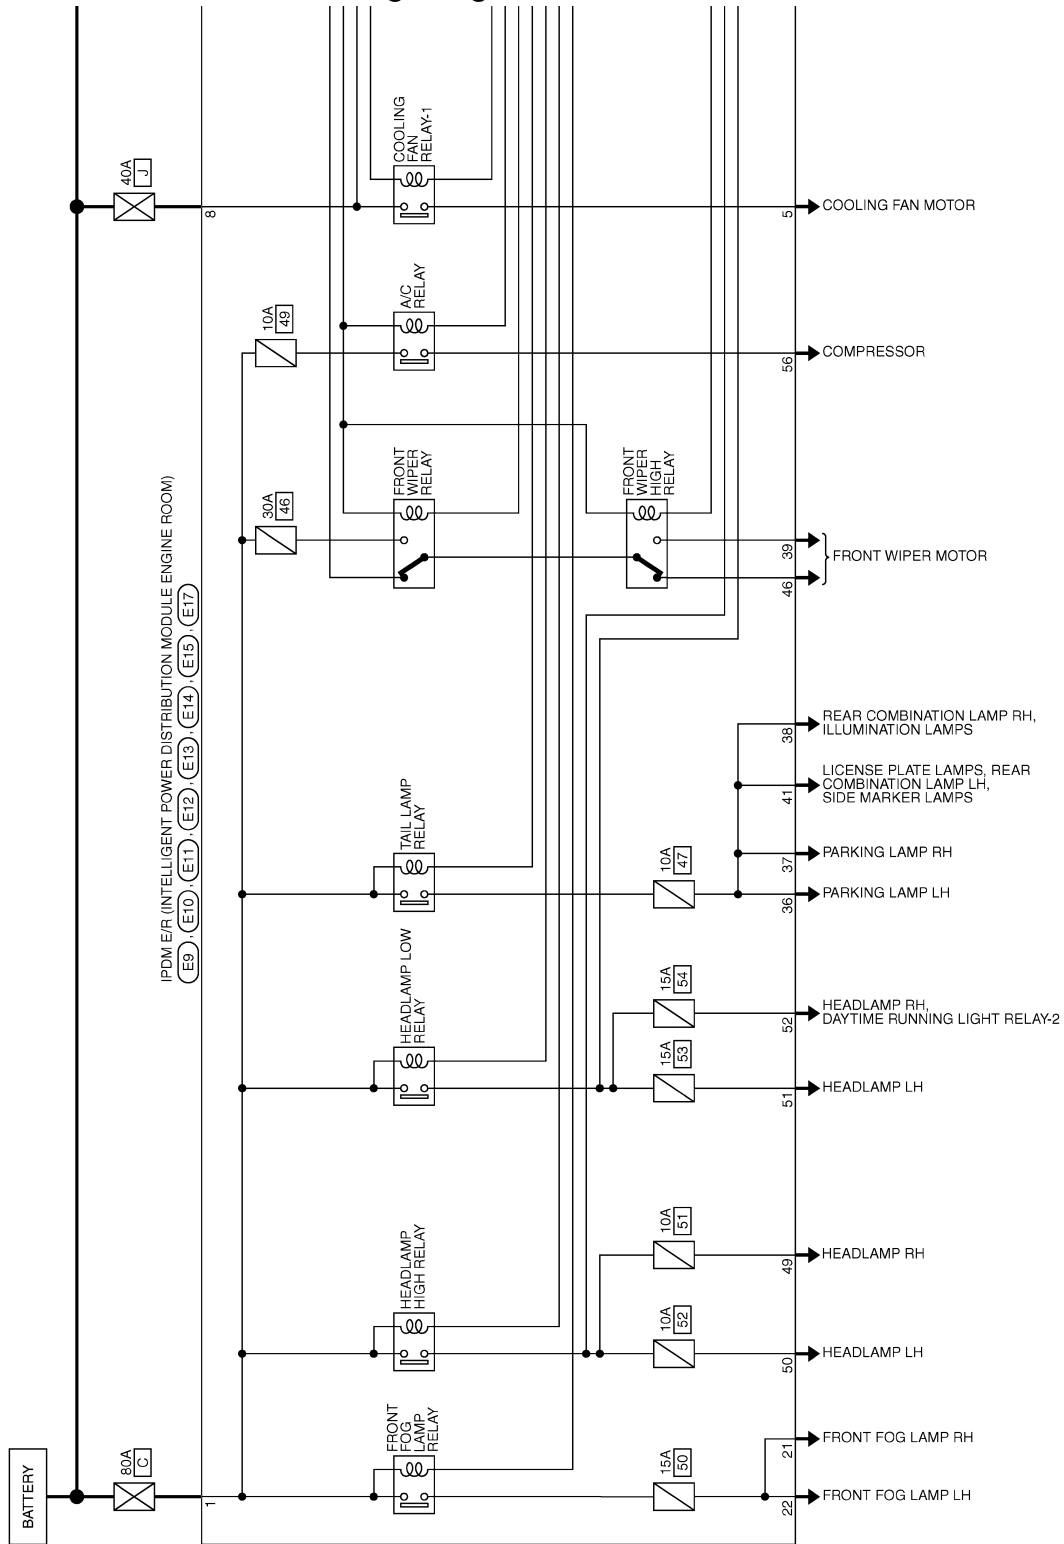 COOLING
FAN
RELAY-1
40A
J
8
5
COOLING FAN MOTOR
A/C
RELAY
10A
49
56
COMPRESSOR
FRONT
WIPER
RELAY
FRONT
WIPER
HIGH
RELAY
30A
46
39
46
FRONT WIPER MOTOR
IPDM E/R (INTELLIGENT POWER DISTRIBUTION MODULE ENGINE ROOM)
E9 , E10 , E11 , E12 , E13 , E14 , E15 , E17
38
REAR COMBINATION LAMP RH,
ILLUMINATION LAMPS
41
LICENSE PLATE LAMPS, REAR
COMBINATION LAMP LH,
SIDE MARKER LAMPS
TAIL LAMP
RELAY
10A
47
37
PARKING LAMP RH
36
PARKING LAMP LH
HEADLAMP LOW
RELAY
15A
54
52
HEADLAMP RH,
DAYTIME RUNNING LIGHT RELAY-2
15A
53
51
HEADLAMP LH
HEADLAMP
HIGH RELAY
10A
51
49
HEADLAMP RH
10A
52
50
HEADLAMP LH
FRONT
FOG
LAMP
RELAY
BATTERY
80A
C
1
15A
50
21
FRONT FOG LAMP RH
22
FRONT FOG LAMP LH